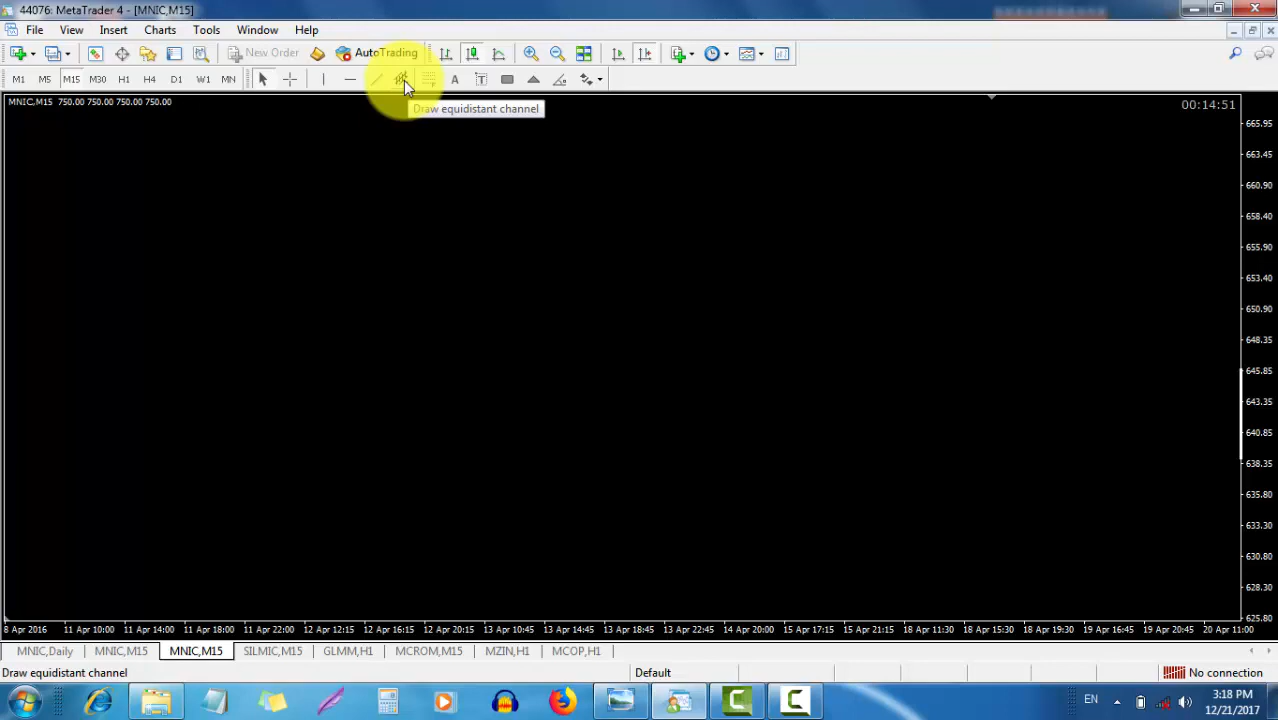 44076: MetaTrader 4 - [MNIC,M15]
File View Insert Charts Tools Window Help
New Order AutoTrading
M1 M5 M15 M30 H1 H4 D1 W1 MN A T
MNIC,M15 750.00 750.00 750.00 750.00
Draw equidistant channel
00:14:51
665.95
663.45
660.90
658.40
655.90
653.40
650.90
648.35
645.85
643.35
640.85
638.35
635.80
633.30
630.80
628.30
625.80
8 Apr 2016 11 Apr 10:00 11 Apr 14:00 11 Apr 18:00 11 Apr 22:00 12 Apr 12:15 12 Apr 16:15 12 Apr 20:15 13 Apr 10:45 13 Apr 14:45 13 Apr 18:45 13 Apr 22:45 14 Apr 20:00 15 Apr 17:15 15 Apr 21:15 18 Apr 11:30 18 Apr 15:30 18 Apr 19:30 19 Apr 16:45 19 Apr 20:45 20 Apr 11:00
MNIC,Daily MNIC,M15 MNIC,M15 SILMIC,M15 GLMM,H1 MCROM,M15 MZIN,H1 MCOP,H1
Draw equidistant channel Default No connection
EN 3:18 PM
12/21/2017